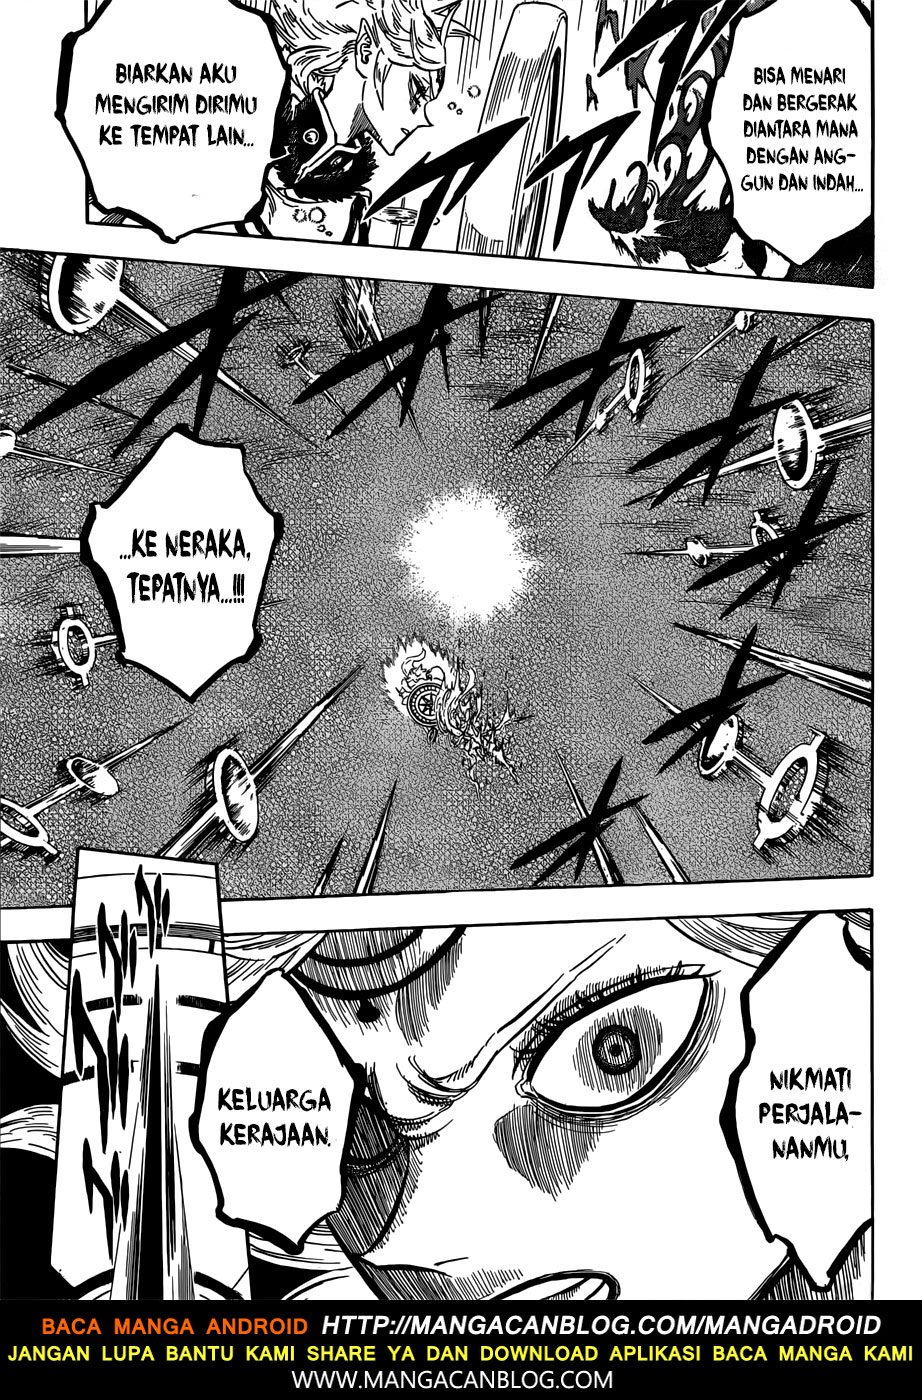 BISA MENARI
DAN BERGERAK
DIANTARA MANA
DENGAN ANG-
GUN DAN INDAH...
BIARKAN AKU
MENGIRIM DIRIMU
KE TEMPAT LAIN...
...KE NERAKA,
TEPATNYA...!!!
NIKMATI
PERJALA-
NANMU,
KELUARGA
KERAJAAN.
BACA MANGA ANDROID HTTP://MANGACANBLOG.COM/MANGADROID
JANGAN LUPA BANTU KAMI SHARE YA DAN DOWNLOAD APLIKASI BACA MANGA KAMI
WWW.MANGACANBLOG.COM